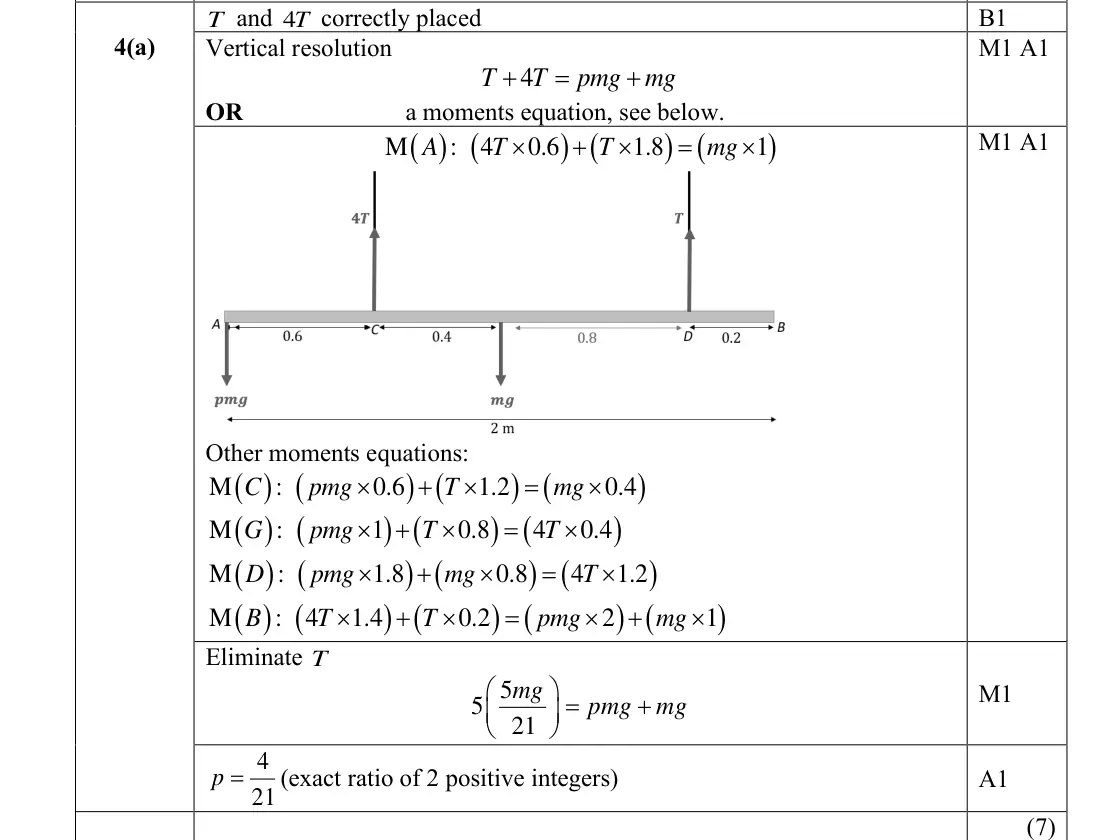 T and 4T correctly placed B1
4(a) Vertical resolution M1 A1
T + 4T = pmg + mg
OR a moments equation, see below.
M(A): (4T × 0.6) + (T × 1.8) = (mg × 1) M1 A1
4T T
A C D B
0.6 0.4 0.8 0.2
pmg mg
2 m
Other moments equations:
M(C): (pmg × 0.6) + (T × 1.2) = (mg × 0.4)
M(G): (pmg × 1) + (T × 0.8) = (4T × 0.4)
M(D): (pmg × 1.8) + (mg × 0.8) = (4T × 1.2)
M(B): (4T × 1.4) + (T × 0.2) = (pmg × 2) + (mg × 1)
Eliminate T
5(5mg/21) = pmg + mg M1
p = 4/21 (exact ratio of 2 positive integers) A1
(7)